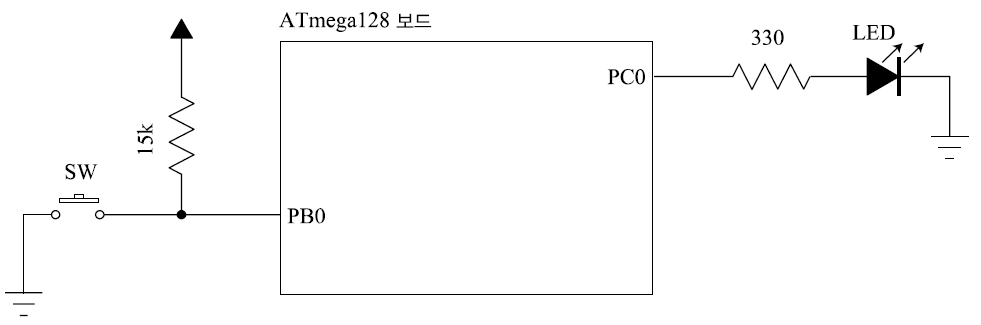 ATmega128 보드
330
LED
PC0
15k
SW
PB0